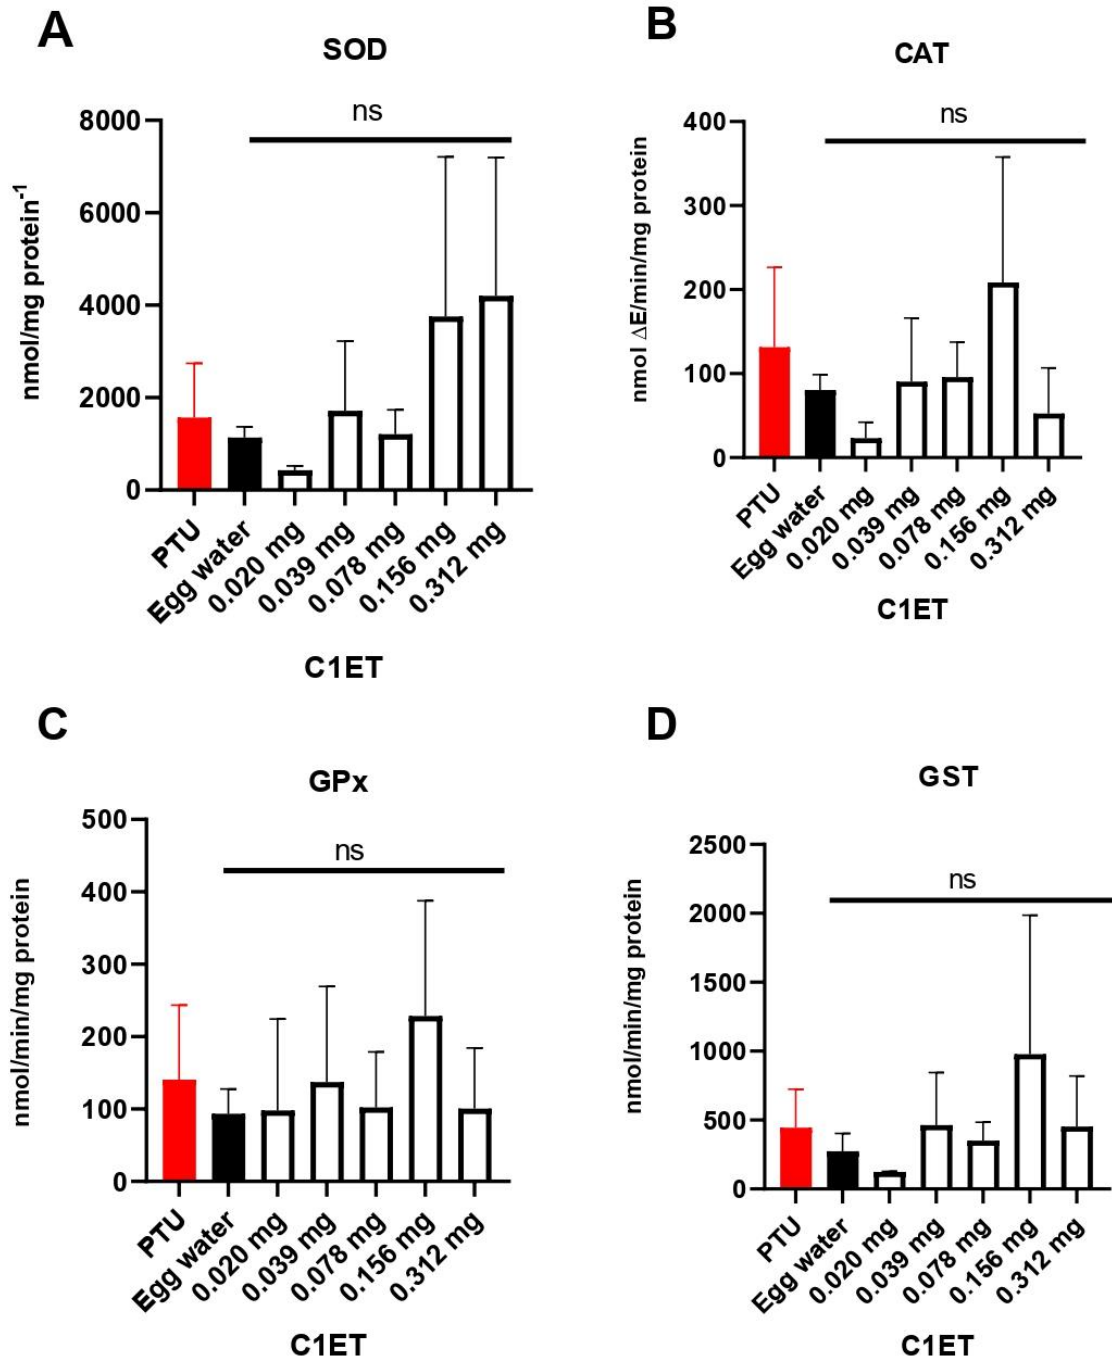 A
SOD
ns
8000
6000
4000
2000
0
nmol/mg protein⁻¹
PTU
Egg water
0.020 mg
0.039 mg
0.078 mg
0.156 mg
0.312 mg
C1ET
B
CAT
ns
400
300
200
100
0
nmol ΔE/min/mg protein
PTU
Egg water
0.020 mg
0.039 mg
0.078 mg
0.156 mg
0.312 mg
C1ET
C
GPx
ns
500
400
300
200
100
0
nmol/min/mg protein
PTU
Egg water
0.020 mg
0.039 mg
0.078 mg
0.156 mg
0.312 mg
C1ET
D
GST
ns
2500
2000
1500
1000
500
0
nmol/min/mg protein
PTU
Egg water
0.020 mg
0.039 mg
0.078 mg
0.156 mg
0.312 mg
C1ET